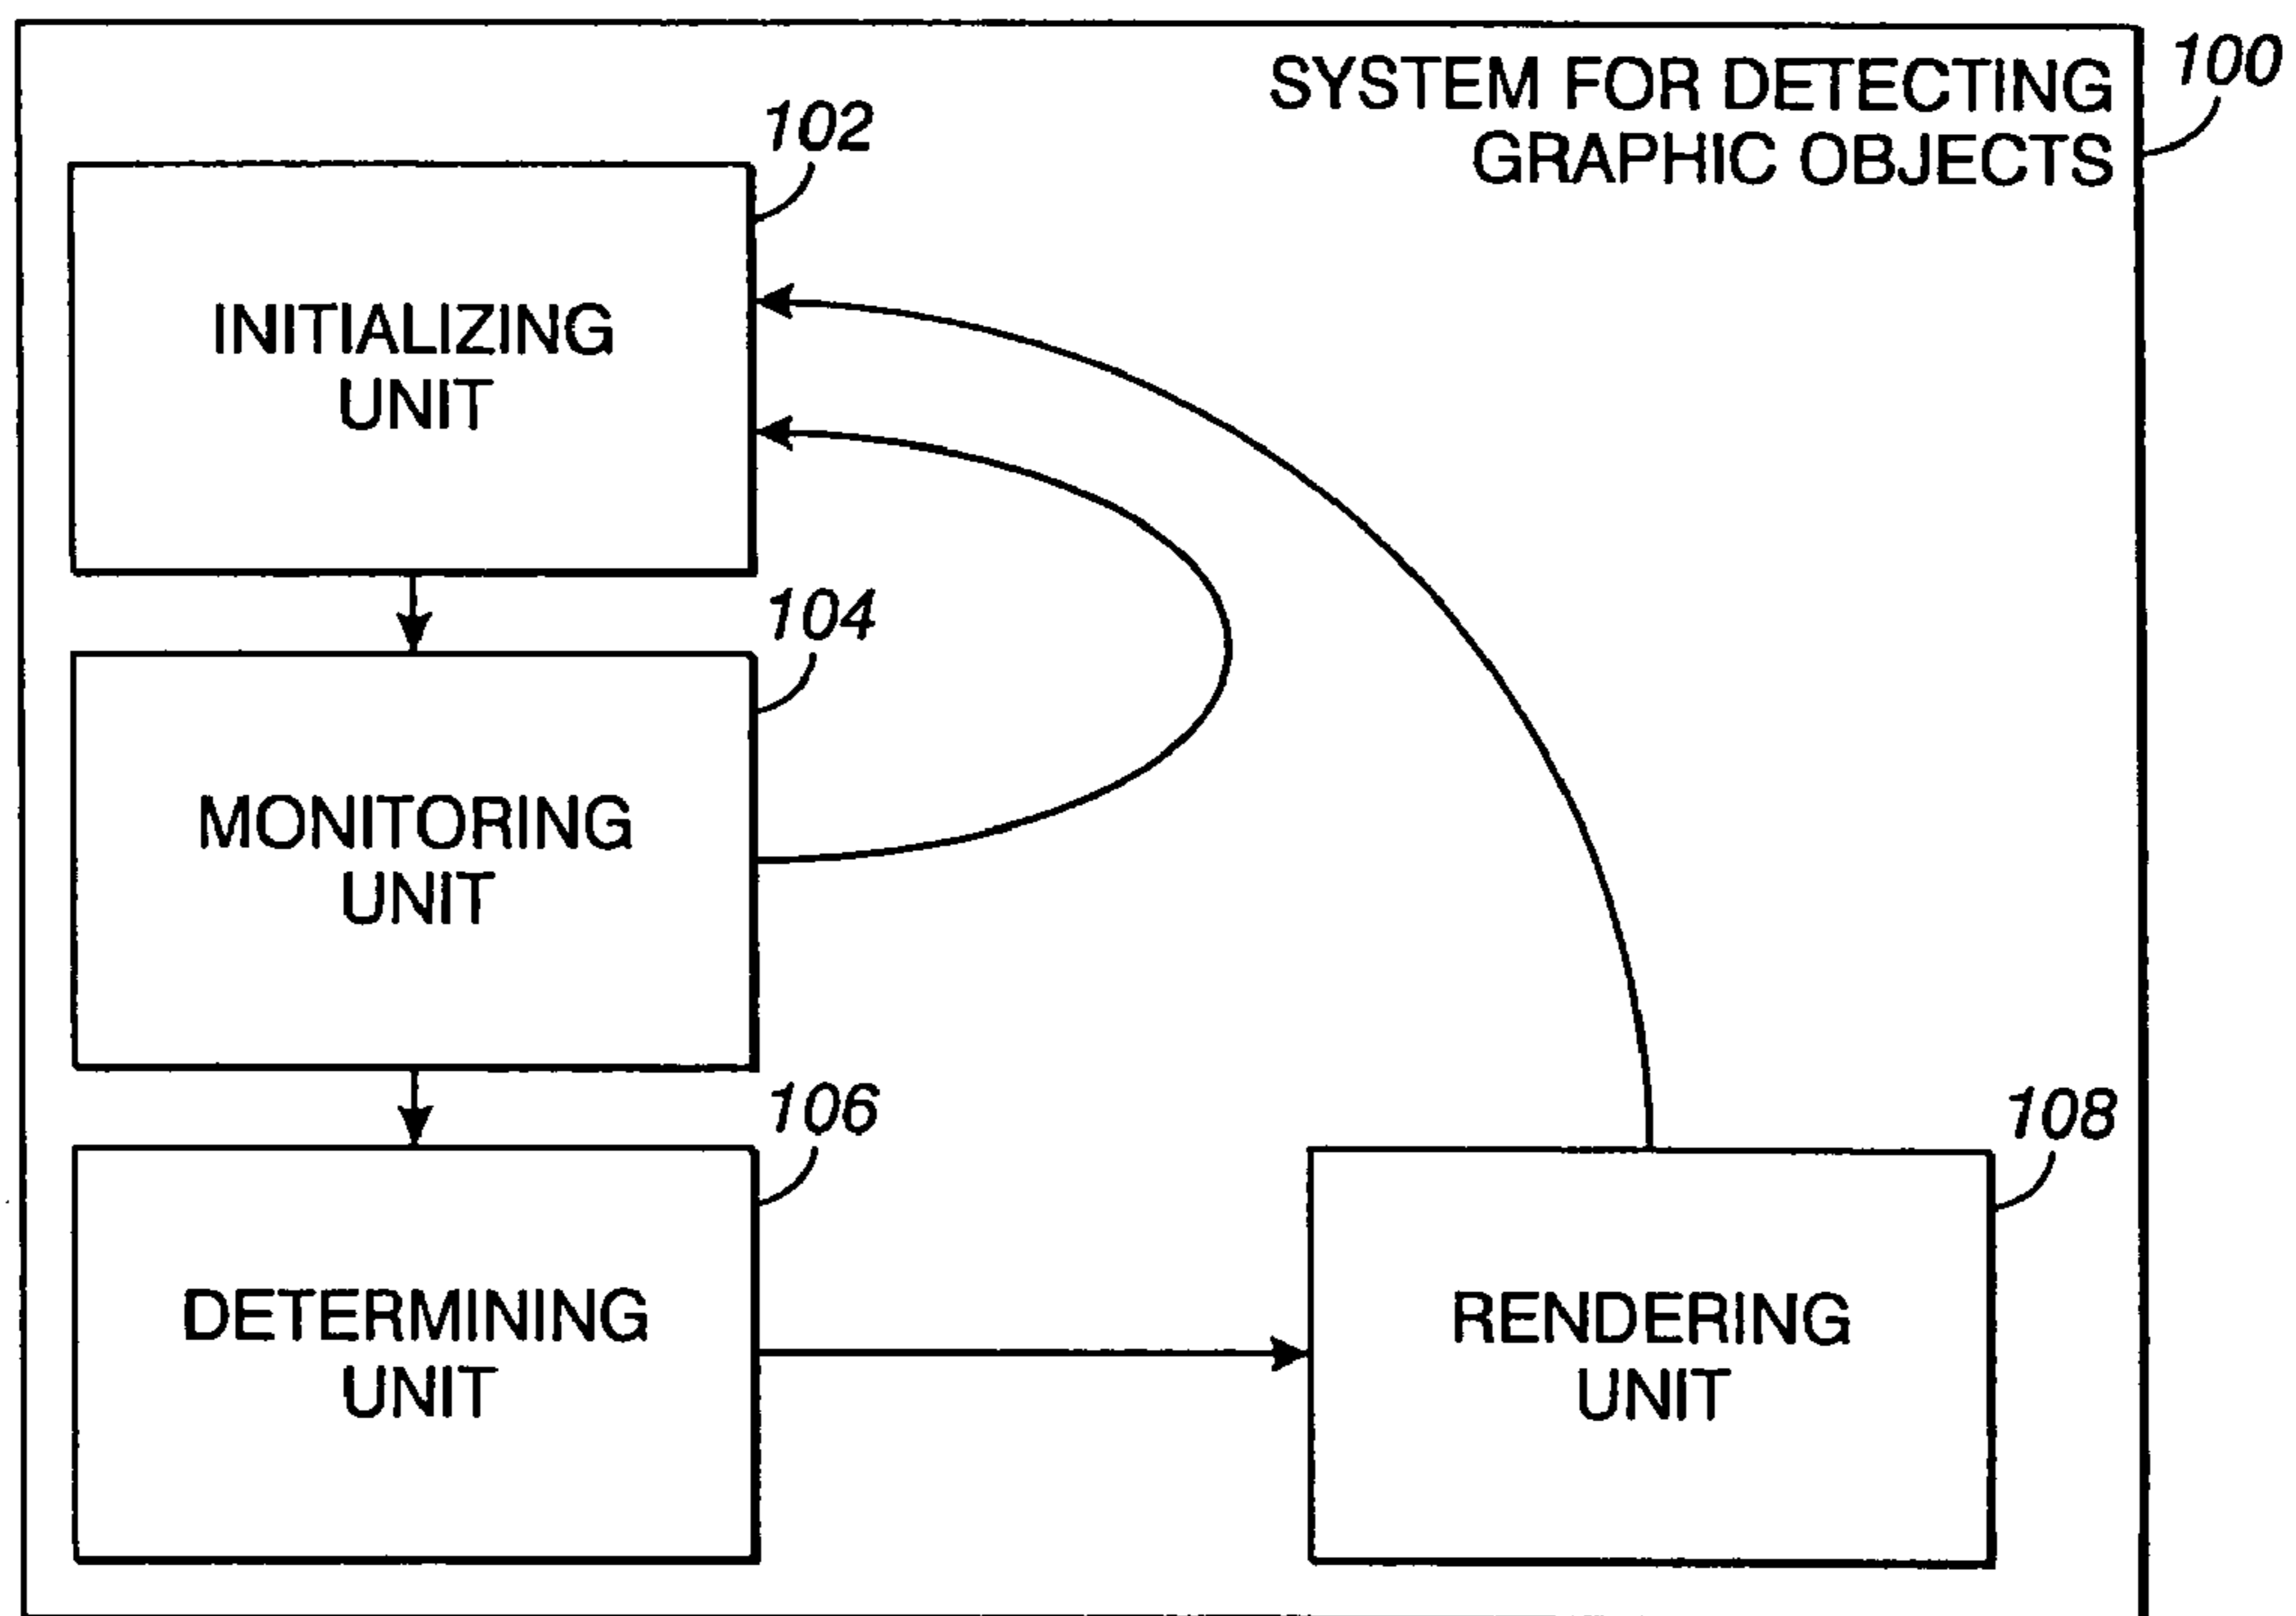 SYSTEM FOR DETECTING
GRAPHIC OBJECTS
100
102
INITIALIZING
UNIT
104
MONITORING
UNIT
106
DETERMINING
UNIT
108
RENDERING
UNIT